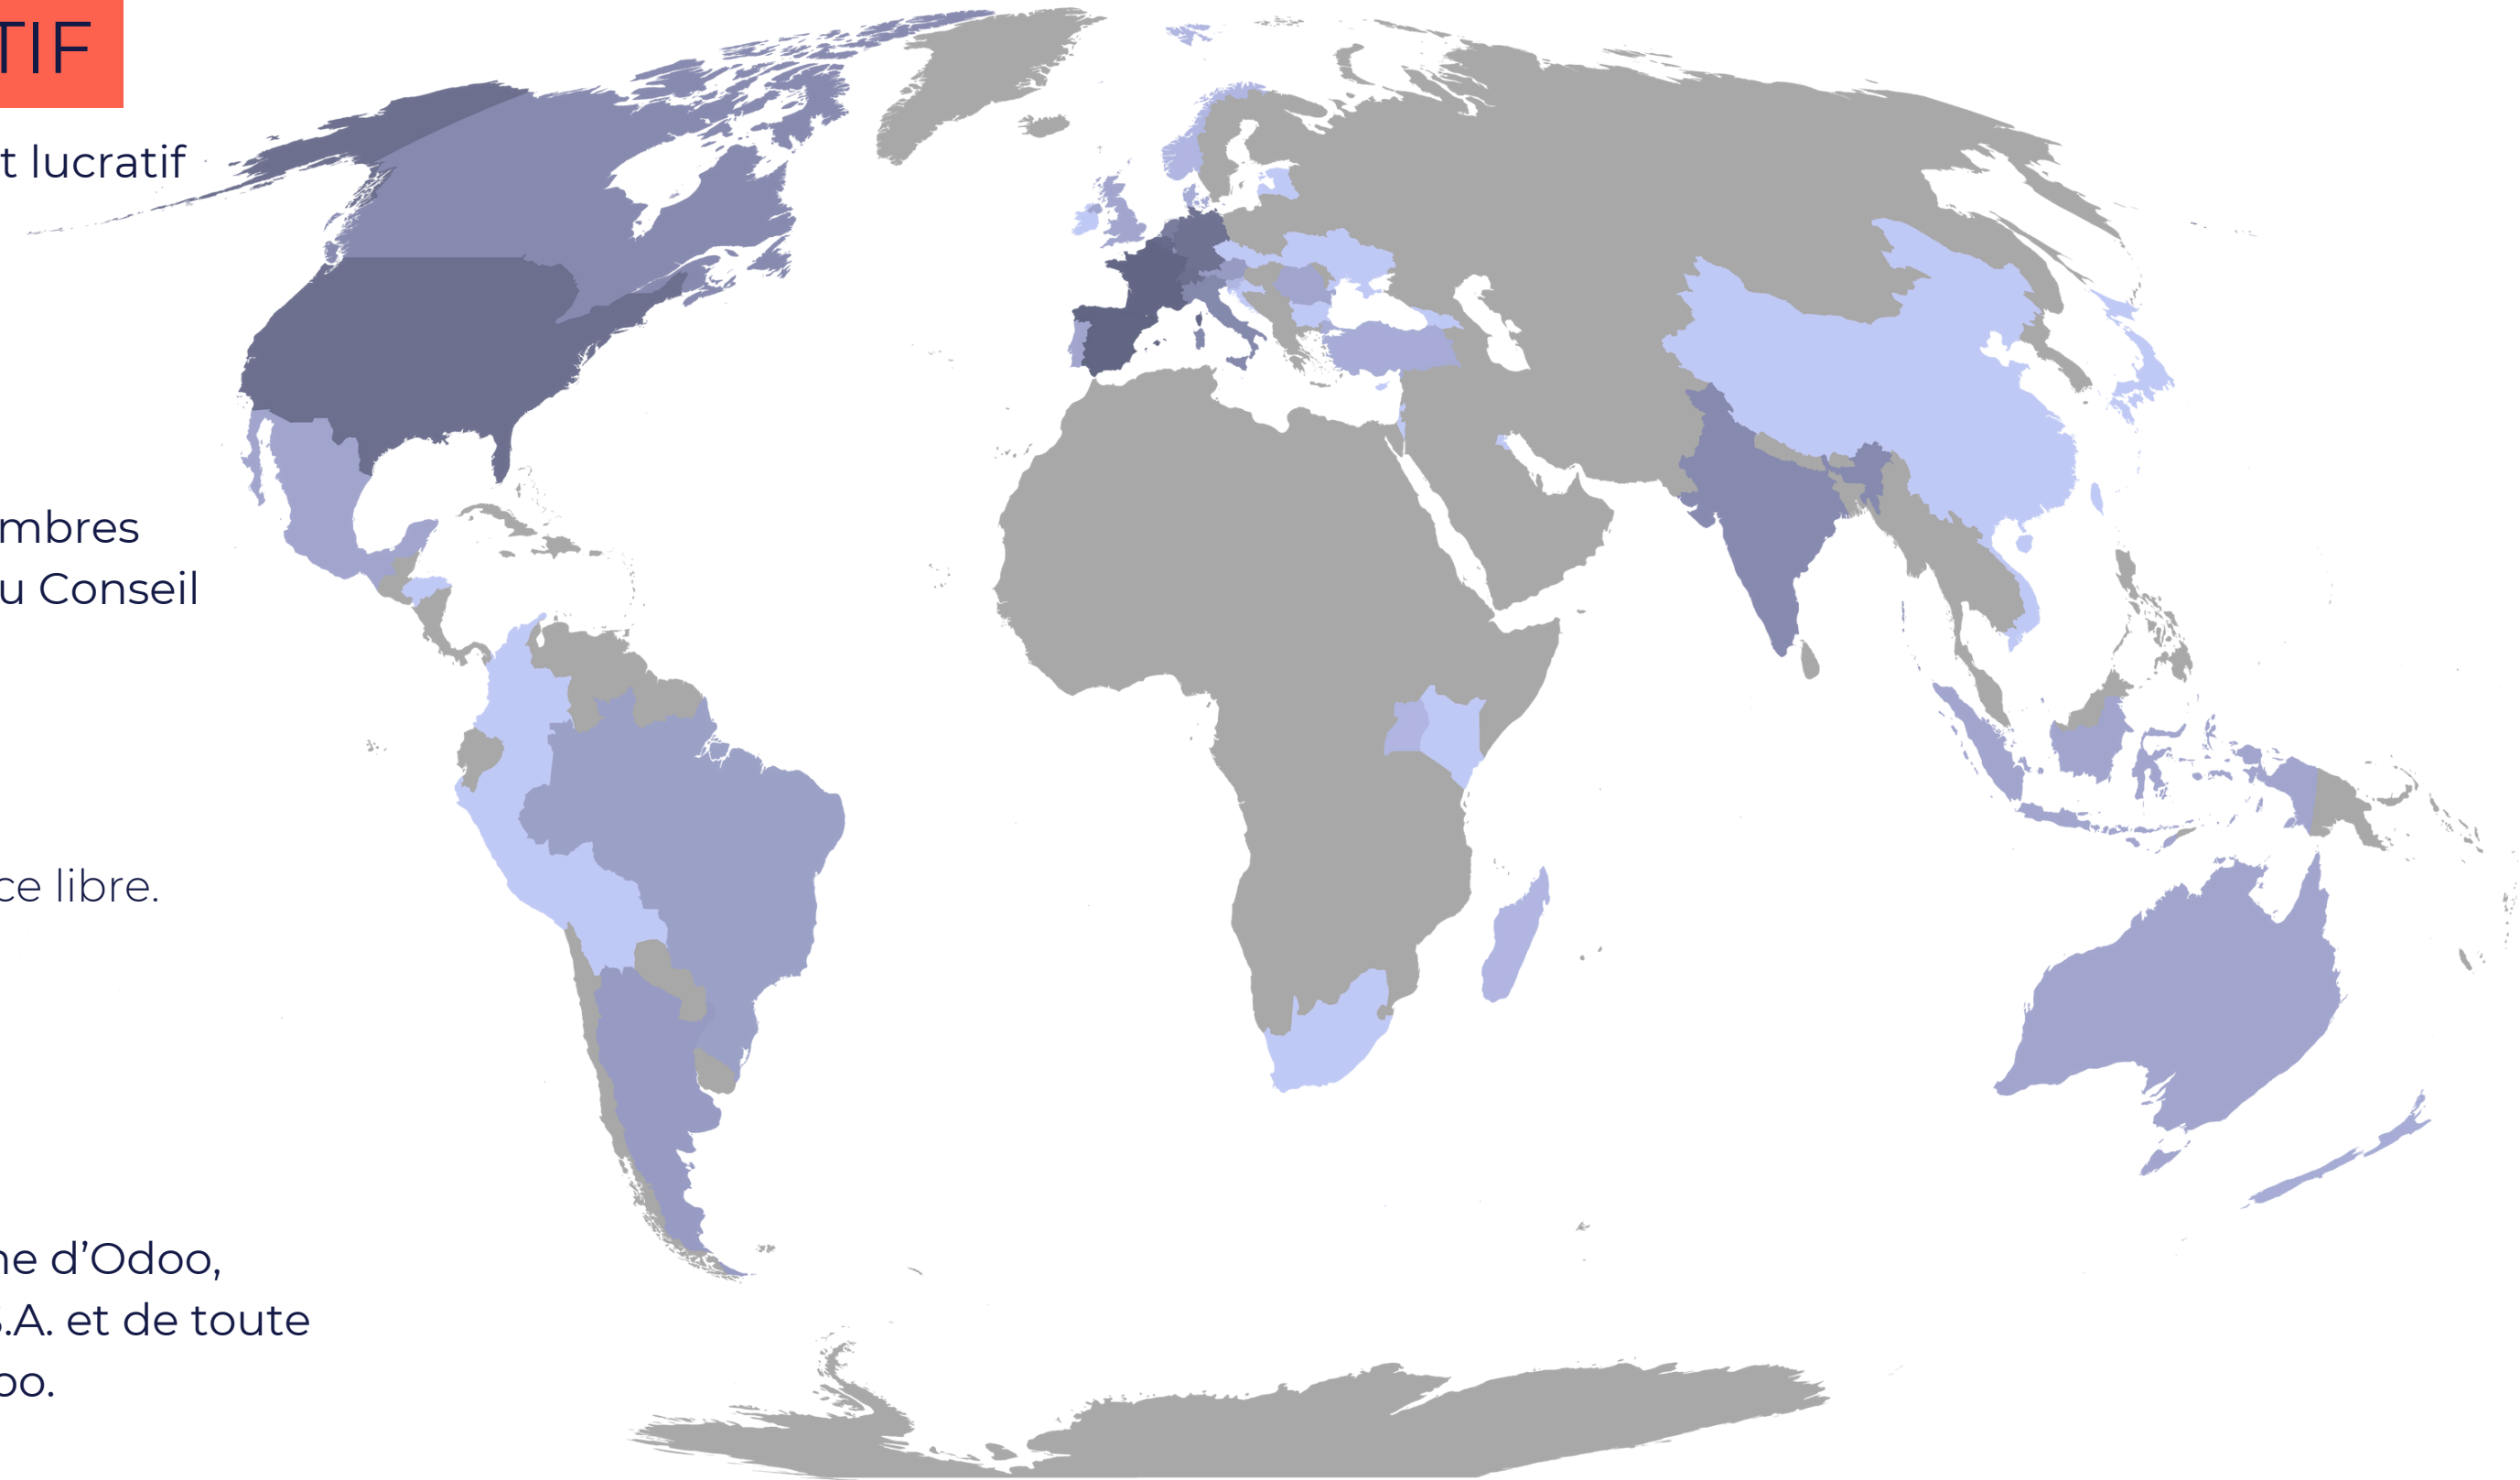 TIF
t lucratif
mbres
u Conseil
ce libre.
ne d’Odoo,
S.A. et de toute
oo.